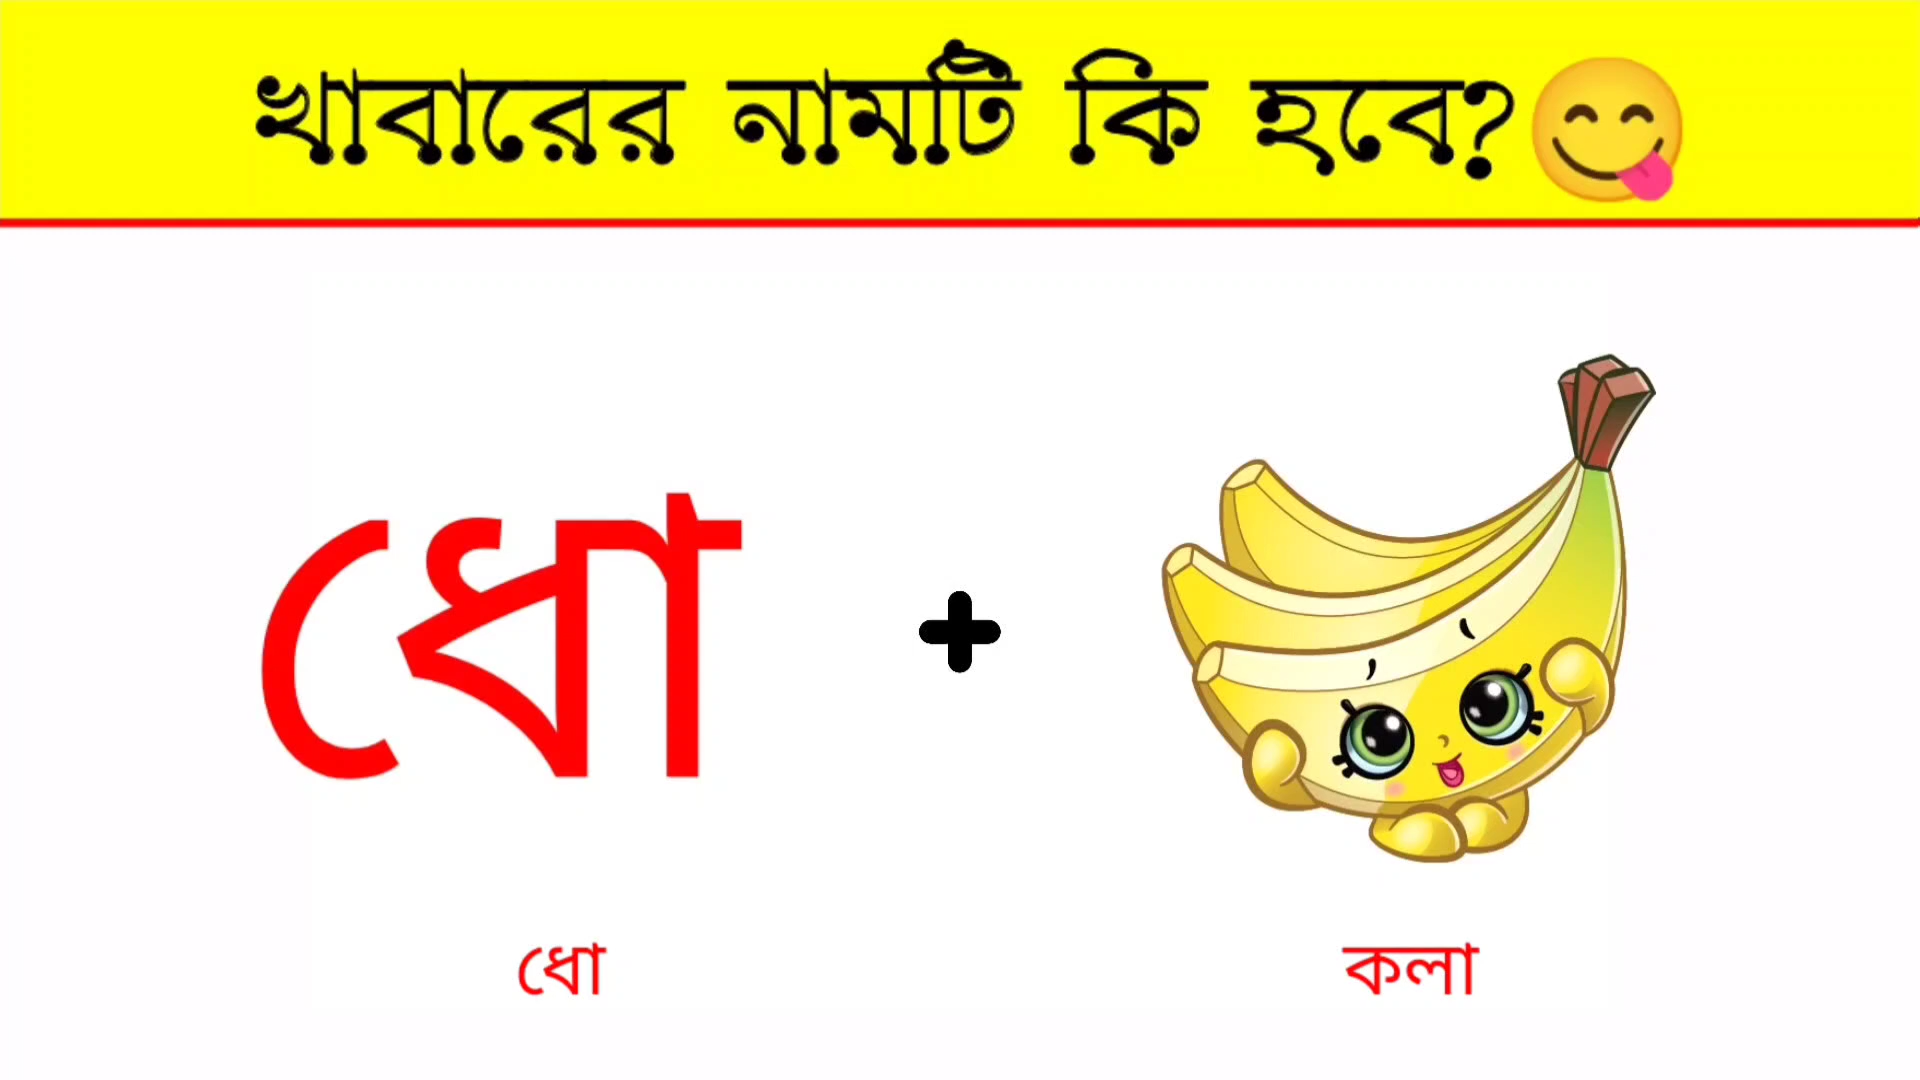 খাবারের নামটি কি হবে?😋
ধো + 
ধো
কলা